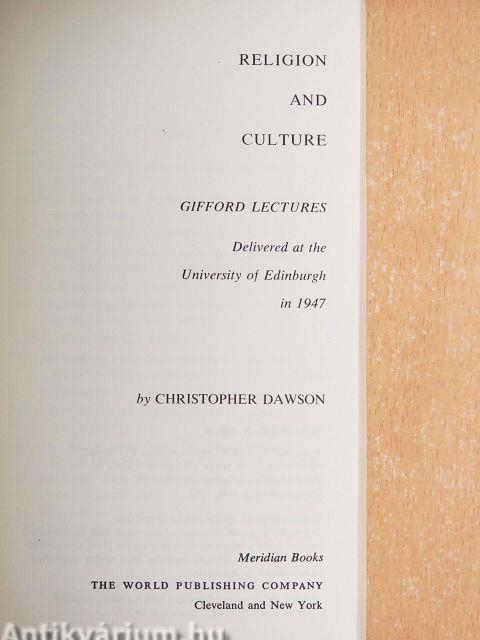 RELIGION
AND
CULTURE
GIFFORD LECTURES
Delivered at the
University of Edinburgh
in 1947
by CHRISTOPHER DAWSON
Meridian Books
THE WORLD PUBLISHING COMPANY
Cleveland and New York
Antikvárium.hu